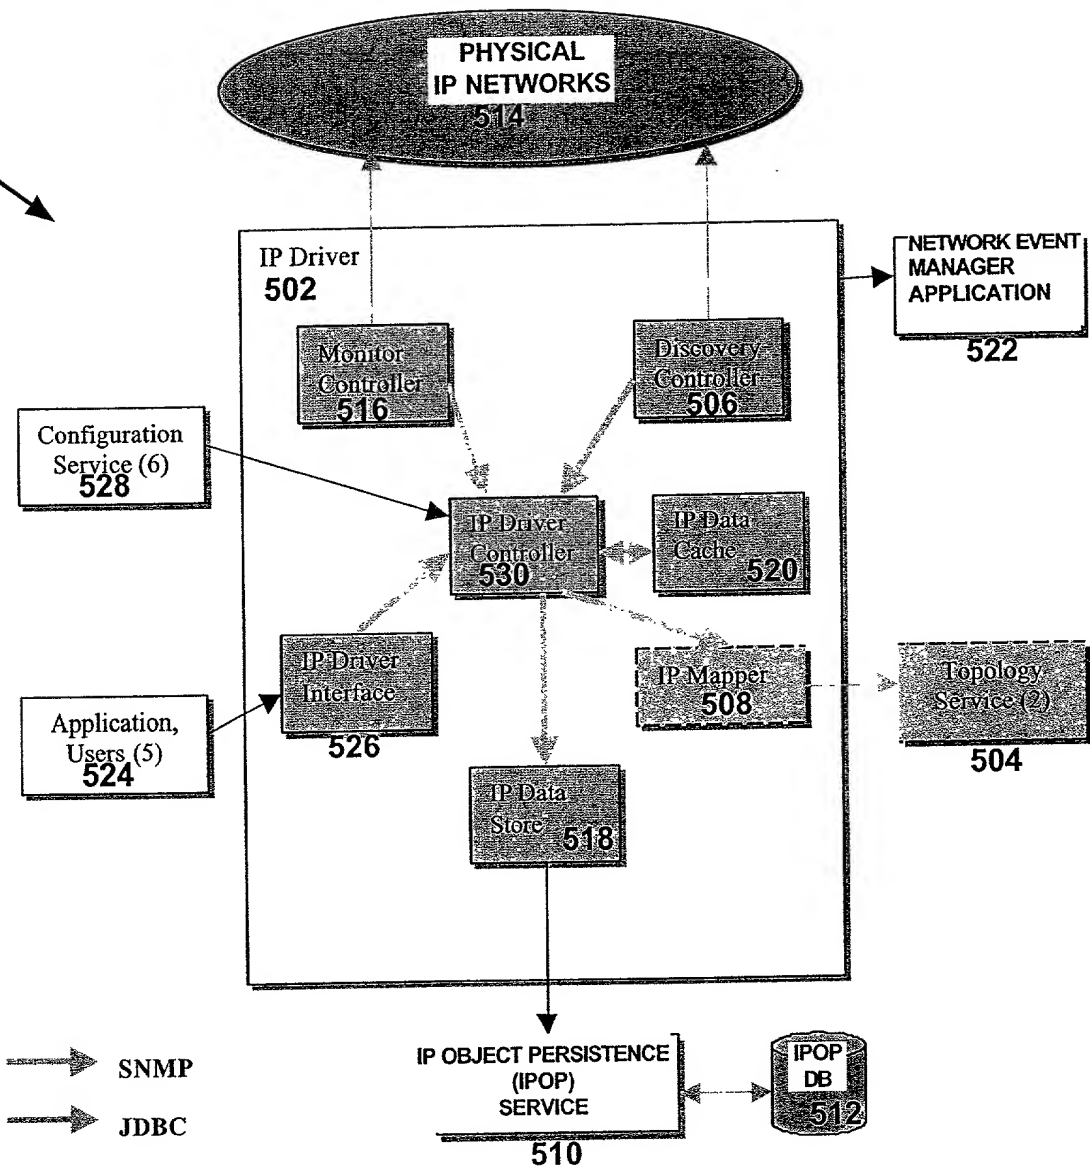 PHYSICAL
IP NETWORKS
514
IP Driver
502
NETWORK EVENT
MANAGER
APPLICATION
522
Monitor
Controller
516
Discovery
Controller
506
Configuration
Service (6)
528
IP Driver
Controller
530
IP Data
Cache
520
IP Driver
Interface
526
IP Mapper
508
Topology
Service (2)
504
Application,
Users (5)
524
IP Data
Store
518
SNMP
JDBC
IP OBJECT PERSISTENCE
(IPOP)
SERVICE
510
IPOP
DB
512